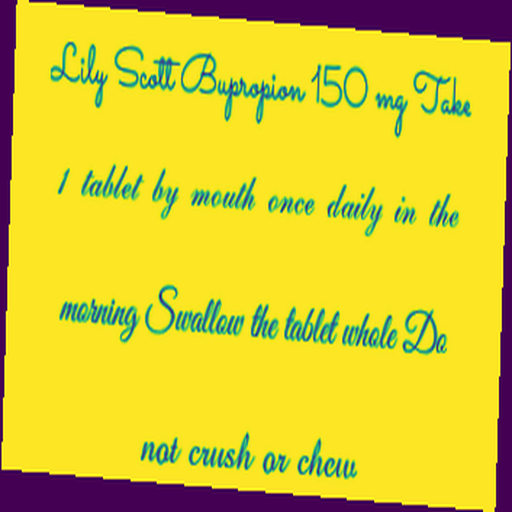 Lily Scott Bupropion 150 mg Take
1 tablet by mouth once daily in the
morning Swallow the tablet whole Do
not crush or chew